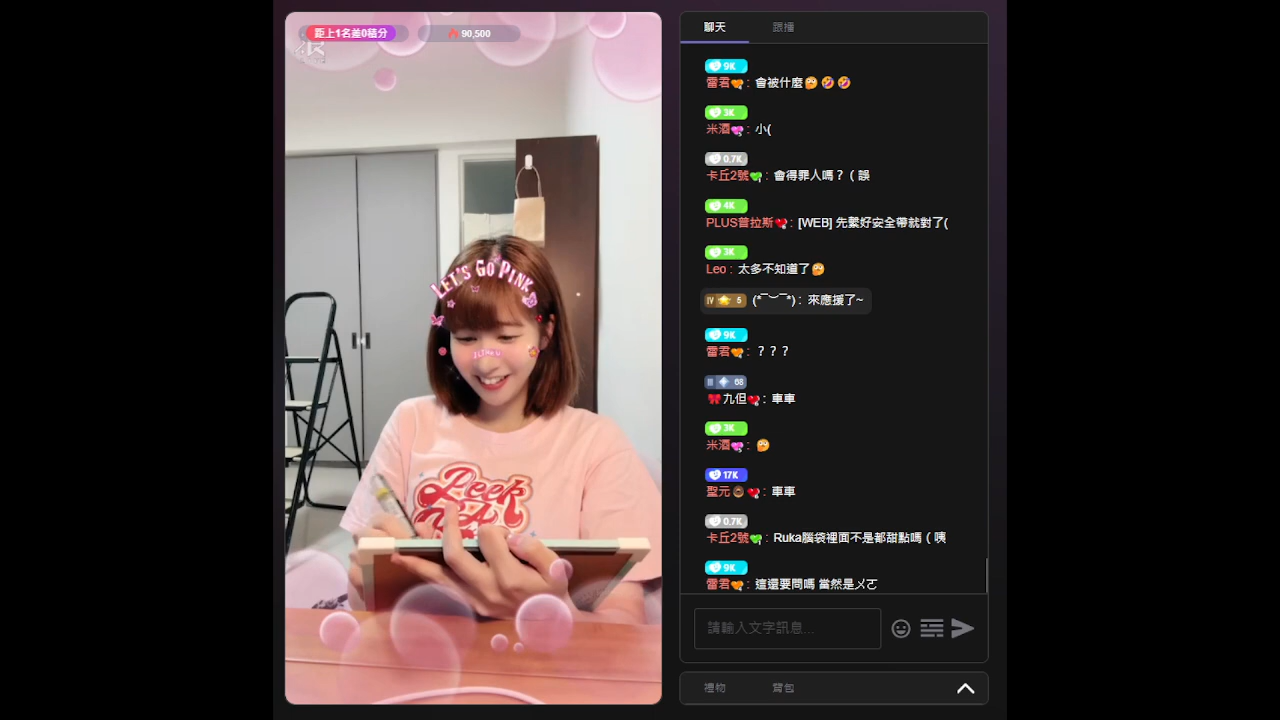 距上1名差0積分
90,500
浪
LET'S GO PINK
Peek
聊天
跟播
9K
雷君: 會被什麼
3K
米酒: 小(
0.7K
卡丘2號: 會得罪人嗎？（誤
4K
PLUS普拉斯: [WEB] 先繫好安全帶就對了(
3K
Leo : 太多不知道了
IV 5 (*¯︶¯*) : 來應援了~
9K
雷君: ？？？
III 68
九但: 車車
3K
米酒:
17K
聖元: 車車
0.7K
卡丘2號: Ruka腦袋裡面不是都甜點嗎（咦
9K
雷君: 這還要問嗎 當然是ㄨㄛ
請輸入文字訊息...
禮物
背包